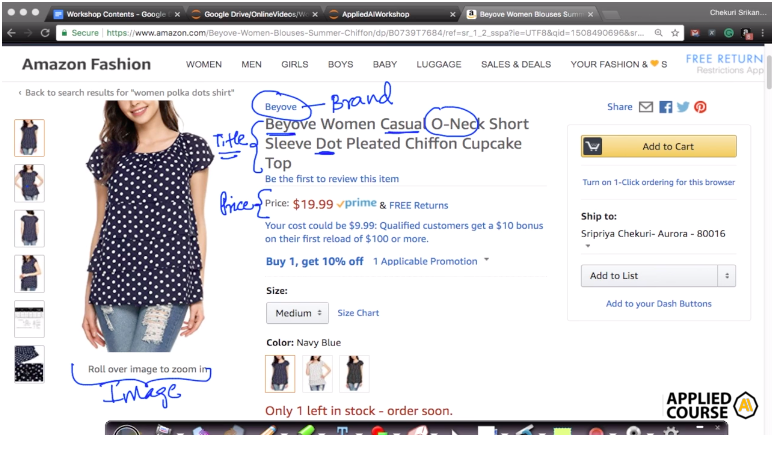 Workshop Contents - Google D
Google Drive/OnlineVideos/Wo
AppliedAIWorkshop
Beyove Women Blouses Summ
Chekuri Srikan...
Secure
https://www.amazon.com/Beyove-Women-Blouses-Summer-Chiffon/dp/B0739T7684/ref=sr_1_2_sspa?ie=UTF8&qid=1508490696&sr...
Amazon Fashion
WOMEN MEN GIRLS BOYS BABY LUGGAGE SALES & DEALS YOUR FASHION & S
FREE RETURN
Restrictions App
‹ Back to search results for "women polka dots shirt"
Beyove
Brand
Title
Beyove Women Casual O-Neck Short
Sleeve Dot Pleated Chiffon Cupcake
Top
Be the first to review this item
Price
Price: $19.99 prime & FREE Returns
Your cost could be $9.99: Qualified customers get a $10 bonus
on their first reload of $100 or more.
Buy 1, get 10% off 1 Applicable Promotion
Size:
Medium
Size Chart
Color: Navy Blue
Only 1 left in stock - order soon.
Roll over image to zoom in
Image
Share
Add to Cart
Turn on 1-Click ordering for this browser
Ship to:
Sripriya Chekuri- Aurora - 80016
Add to List
Add to your Dash Buttons
APPLIED
COURSE